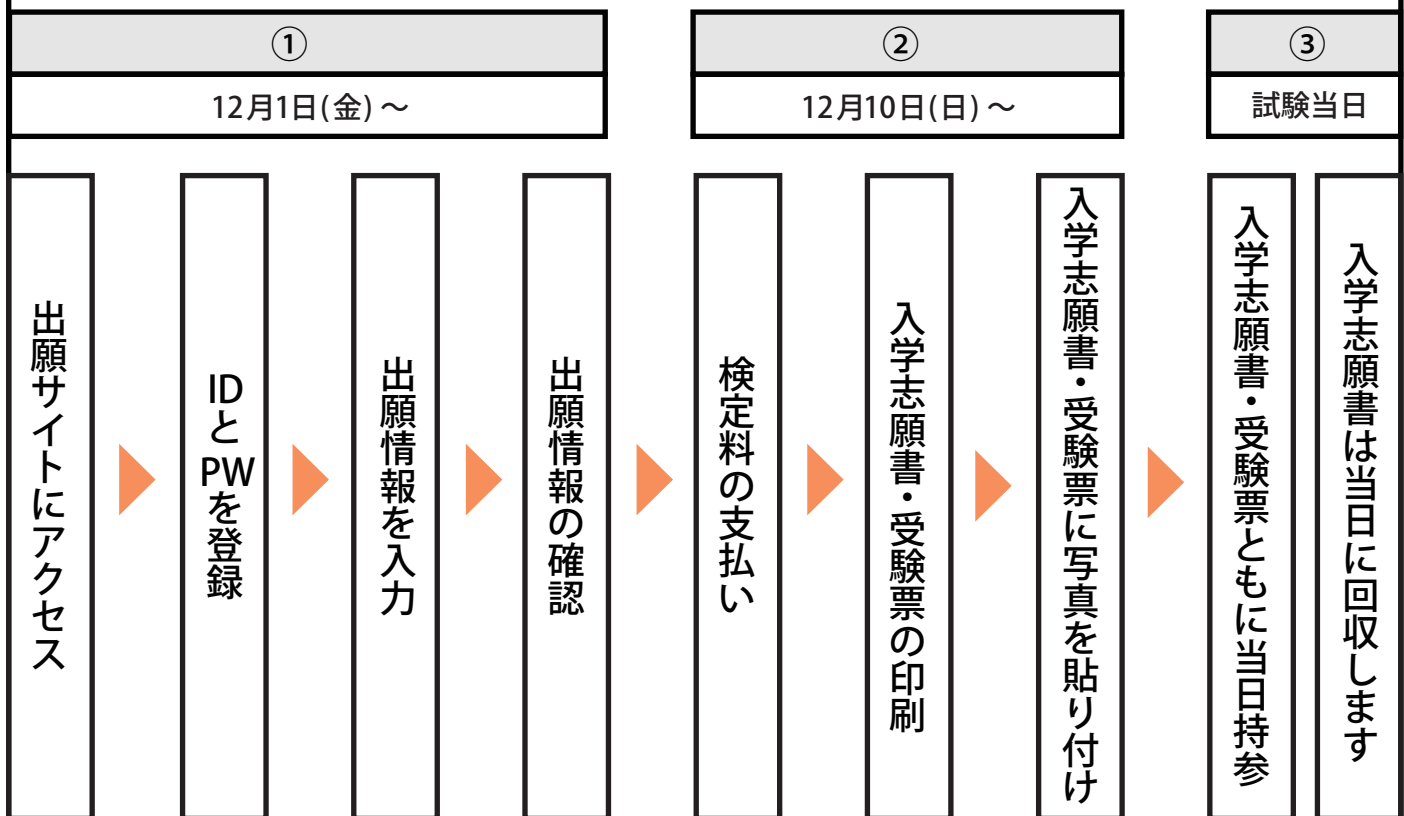 ①
12月1日(金)～
②
12月10日(日)～
③
試験当日
出願サイトにアクセス
IDとPWを登録
出願情報を入力
出願情報の確認
検定料の支払い
入学志願書・受験票の印刷
入学志願書・受験票に写真を貼り付け
入学志願書・受験票ともに当日持参
入学志願書は当日に回収します